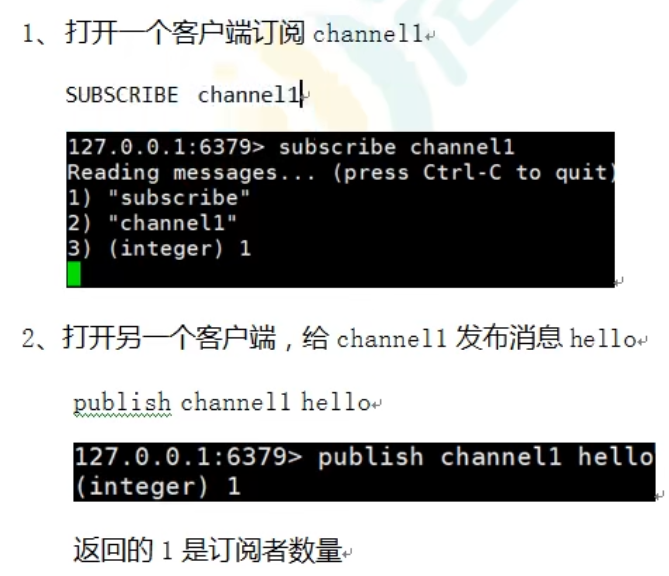 1、打开一个客户端订阅 channel1
SUBSCRIBE channel1
127.0.0.1:6379> subscribe channel1
Reading messages... (press Ctrl-C to quit)
1) "subscribe"
2) "channel1"
3) (integer) 1
2、打开另一个客户端，给 channel1 发布消息 hello
publish channel1 hello
127.0.0.1:6379> publish channel1 hello
(integer) 1
返回的 1 是订阅者数量